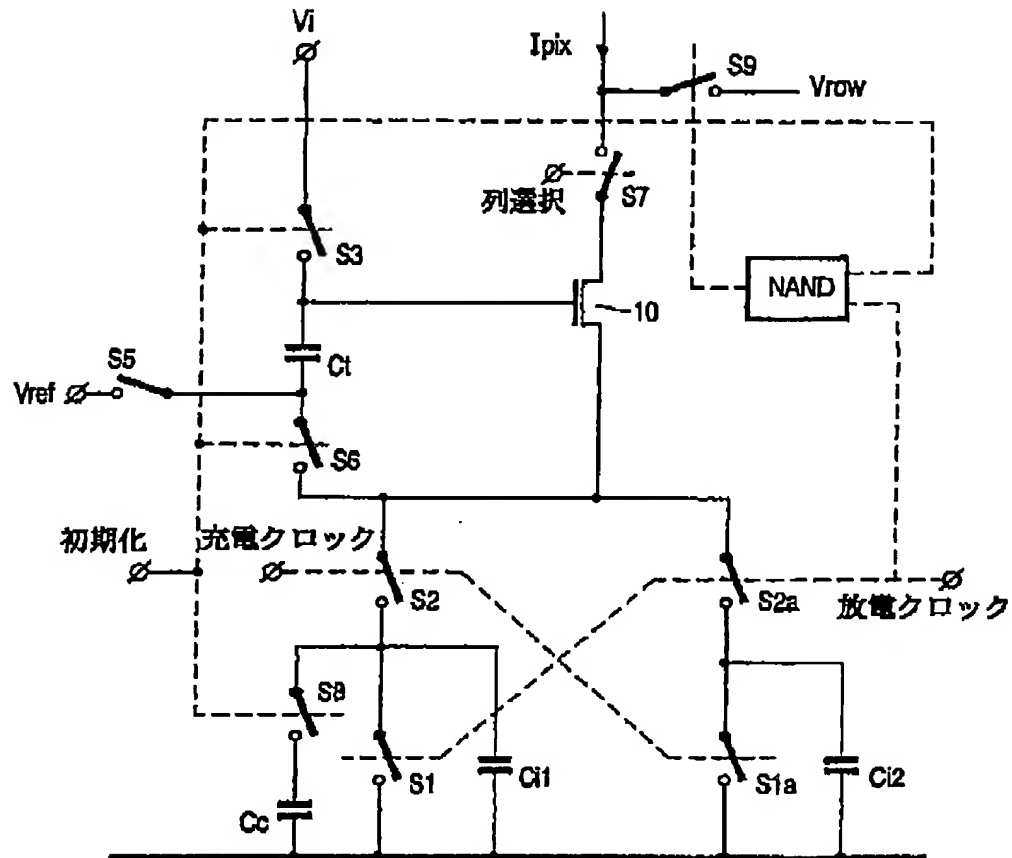 Vi
Ipix
S9
Vrow
列選択
S7
S3
NAND
10
Ct
S5
Vref
S6
初期化
充電クロック
S2
S2a
放電クロック
S8
S1
Ci1
S1a
Ci2
Cc